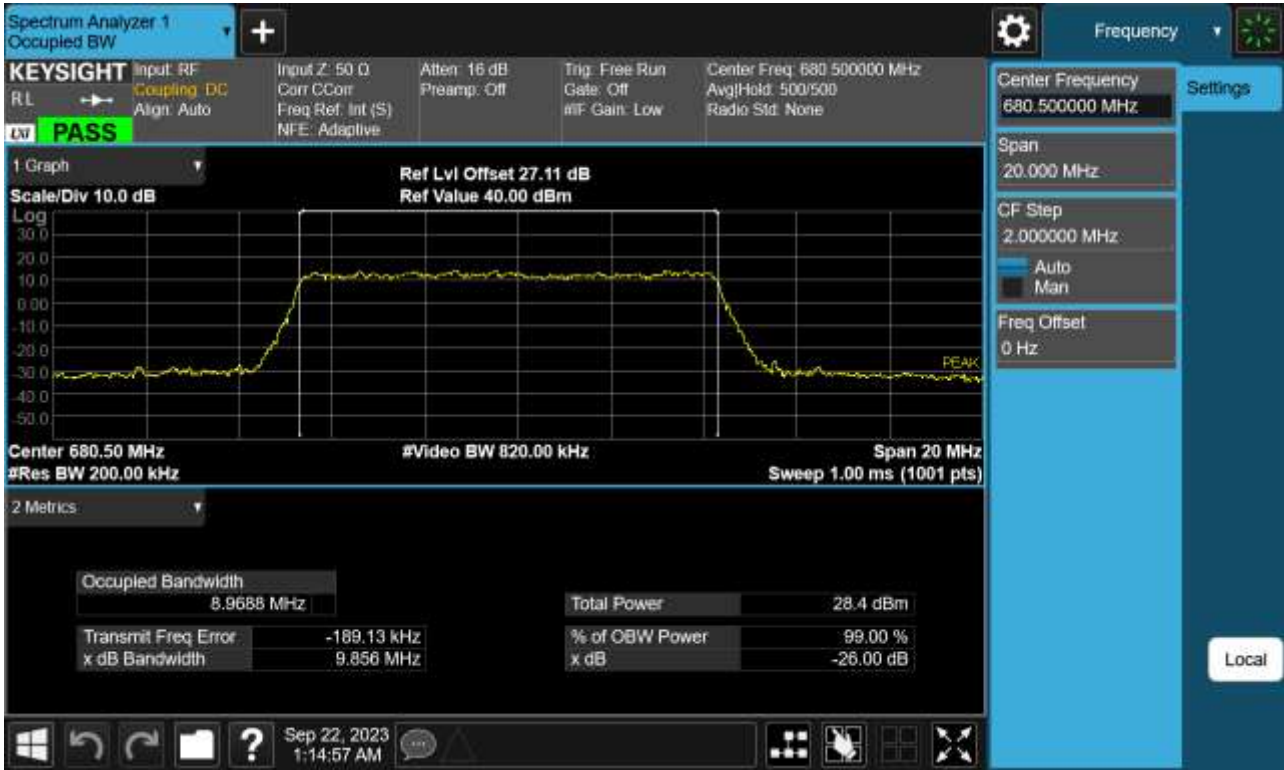 Spectrum Analyzer 1
Occupied BW
+
Frequency
KEYSIGHT
RL
LXI
PASS
Input: RF
Coupling: DC
Align: Auto
Input Z: 50 Ω
Corr CCorr
Freq Ref: Int (S)
NFE: Adaptive
Atten: 16 dB
Preamp: Off
Trig: Free Run
Gate: Off
#IF Gain: Low
Center Freq: 680.500000 MHz
Avg|Hold: 500/500
Radio Std: None
Center Frequency
680.500000 MHz
Settings
Span
20.000 MHz
CF Step
2.000000 MHz
Auto
Man
Freq Offset
0 Hz
1 Graph
Scale/Div 10.0 dB
Ref Lvl Offset 27.11 dB
Ref Value 40.00 dBm
Log
30.0
20.0
10.0
0.00
-10.0
-20.0
-30.0
-40.0
-50.0
PEAK
Center 680.50 MHz
#Video BW 820.00 kHz
Span 20 MHz
#Res BW 200.00 kHz
Sweep 1.00 ms (1001 pts)
2 Metrics
Occupied Bandwidth
8.9688 MHz
Total Power 28.4 dBm
Transmit Freq Error -189.13 kHz
% of OBW Power 99.00 %
x dB Bandwidth 9.856 MHz
x dB -26.00 dB
Local
?
Sep 22, 2023
1:14:57 AM